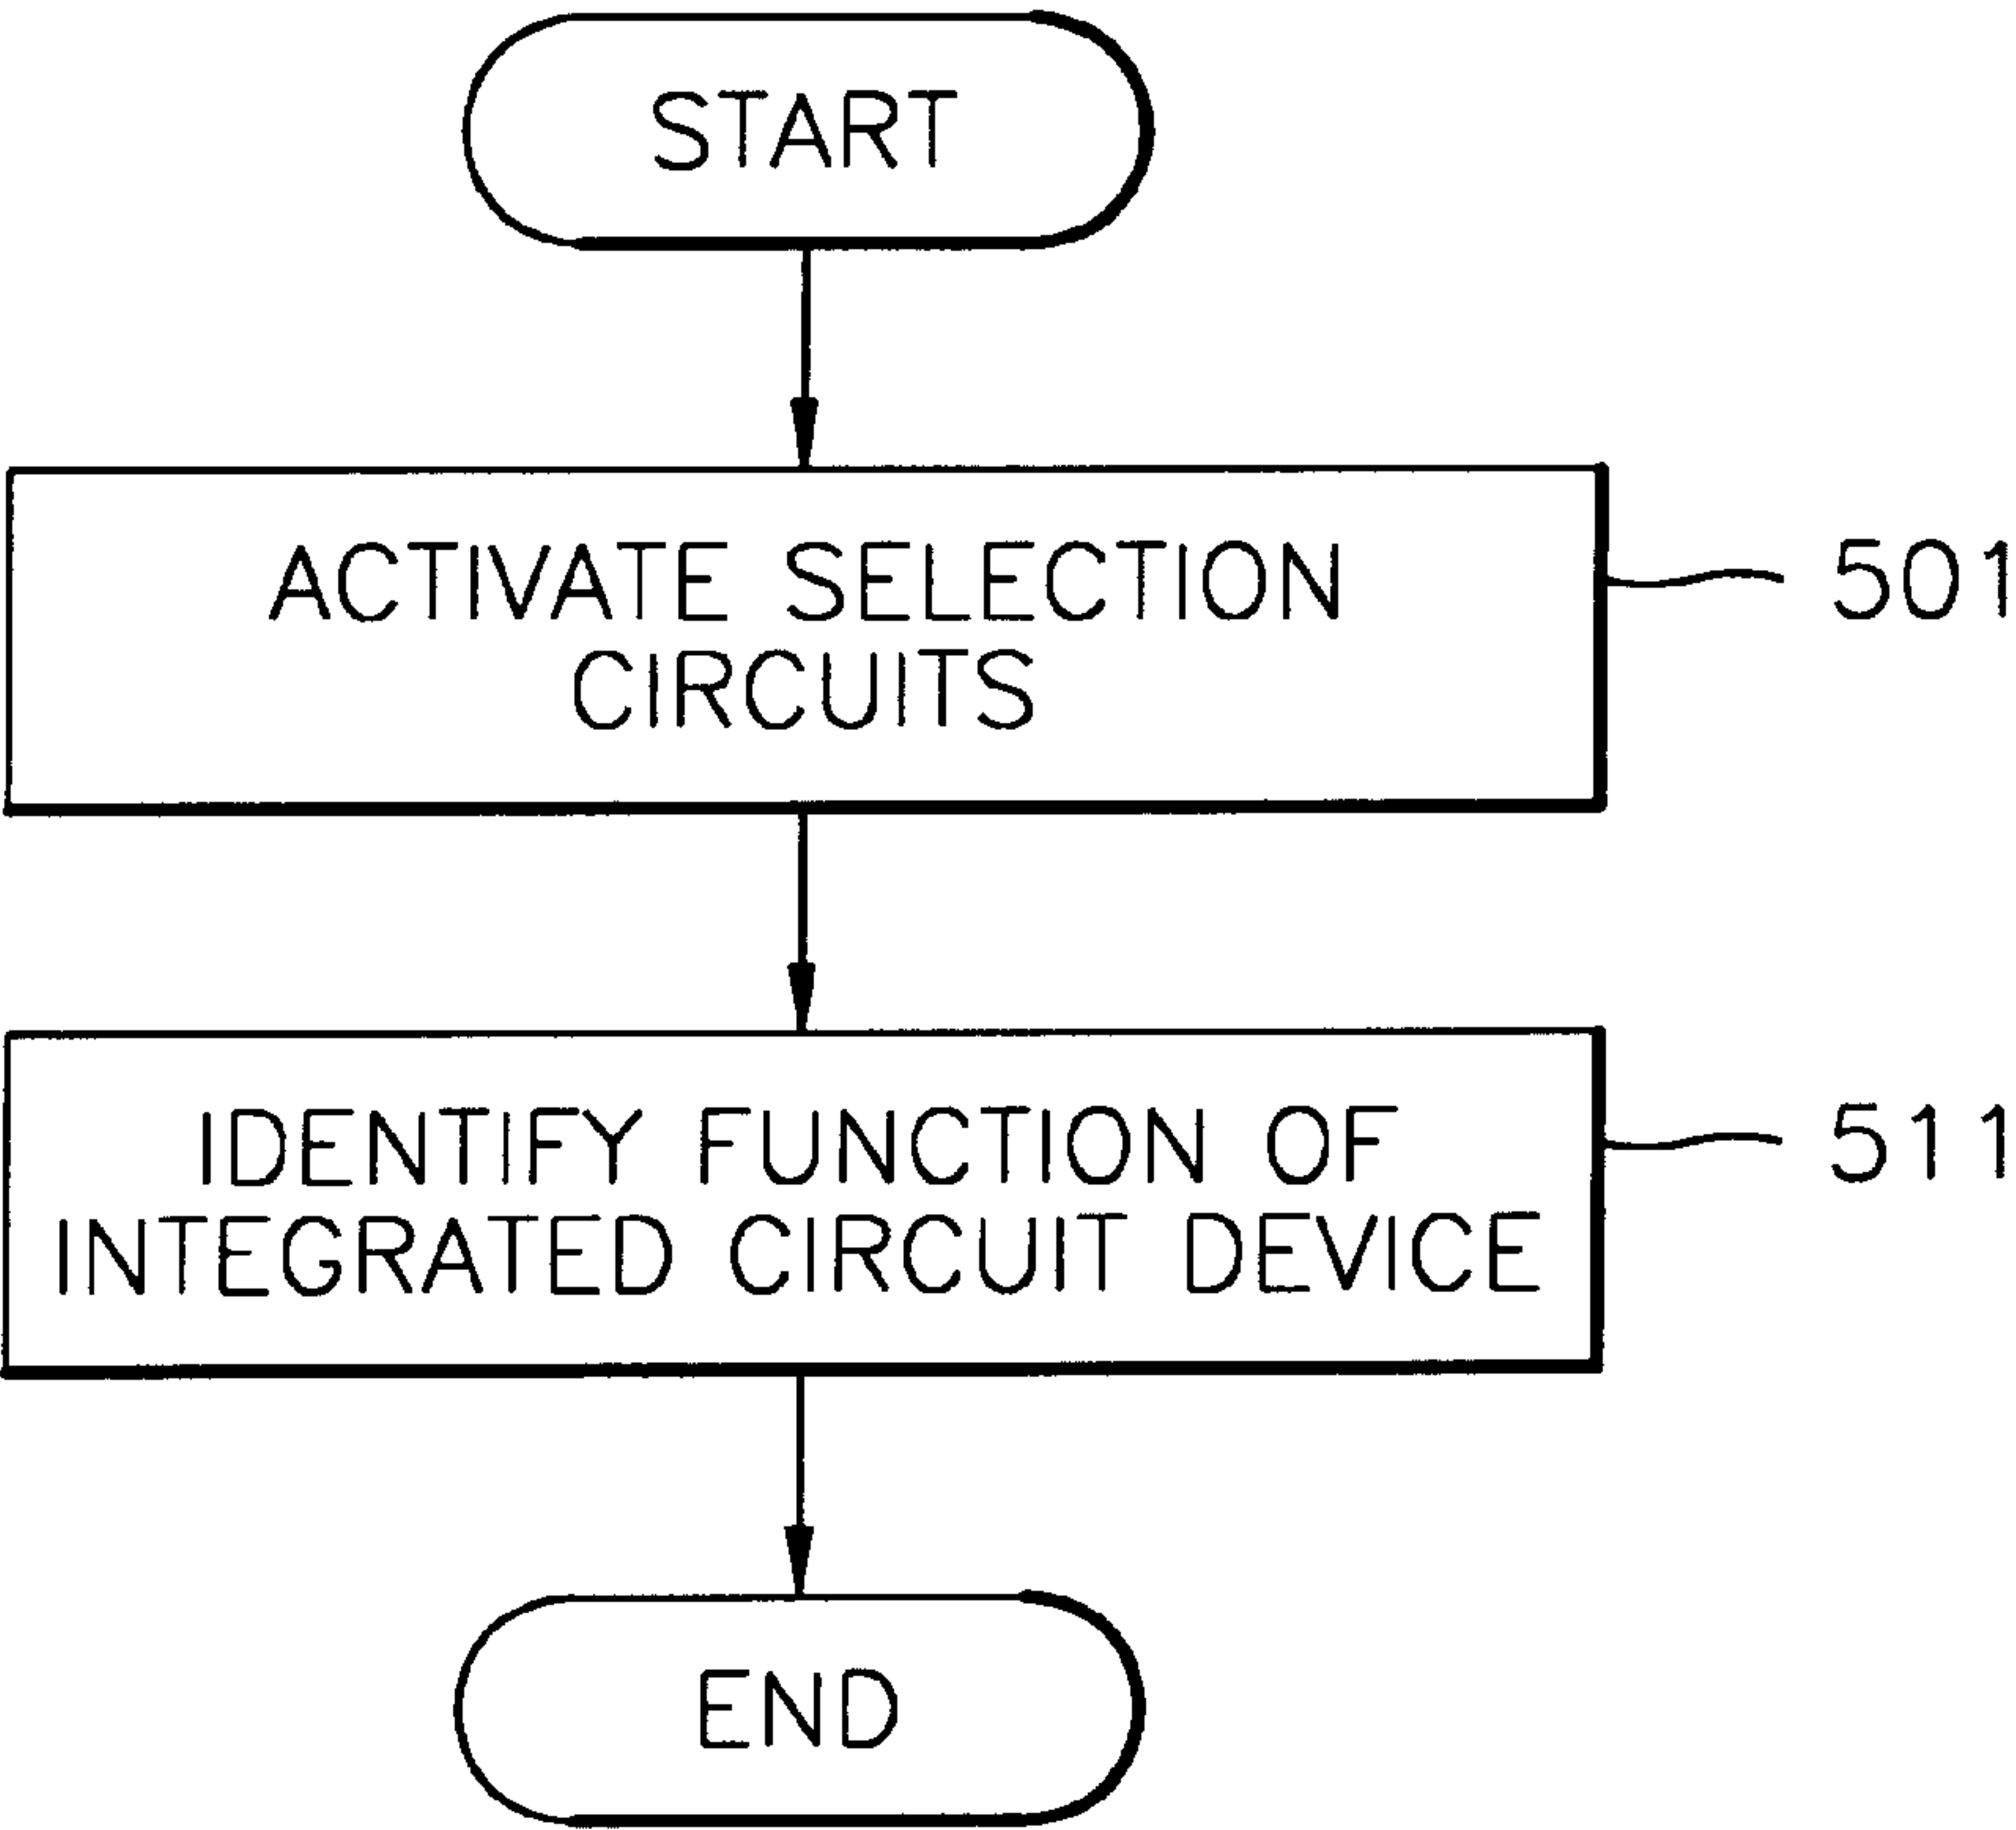 START
ACTIVATE SELECTION
CIRCUITS
501
IDENTIFY FUNCTION OF
INTEGRATED CIRCUIT DEVICE
511
END